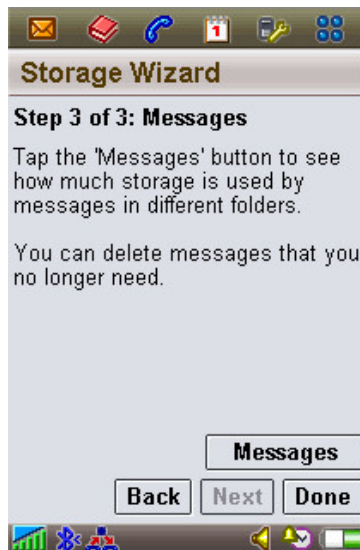 1
Storage Wizard
Step 3 of 3: Messages
Tap the 'Messages' button to see
how much storage is used by
messages in different folders.
You can delete messages that you
no longer need.
Messages
Back Next Done